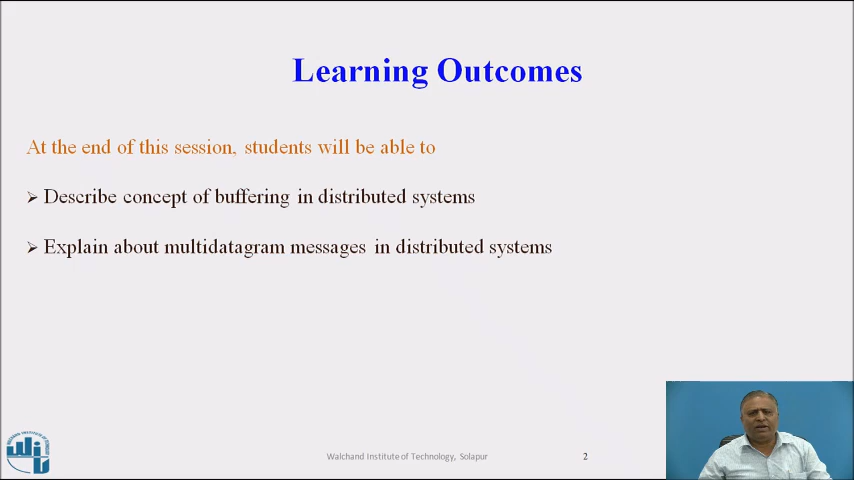 Learning Outcomes
At the end of this session, students will be able to
➢ Describe concept of buffering in distributed systems
➢ Explain about multidatagram messages in distributed systems
Walchand Institute of Technology, Solapur
2